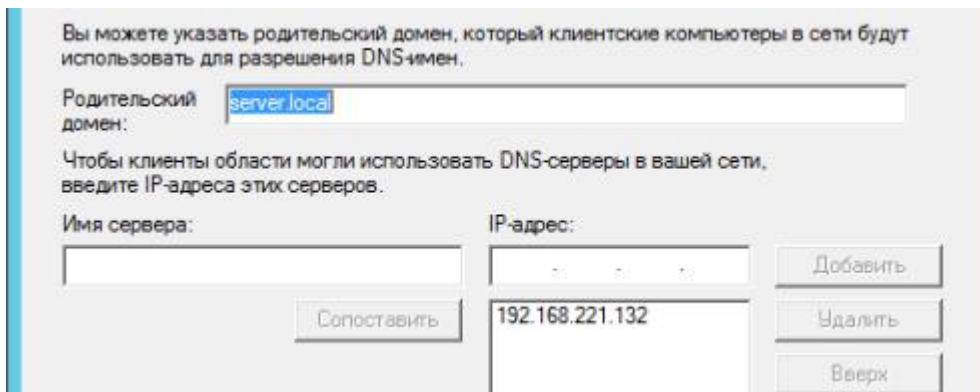 Вы можете указать родительский домен, который клиентские компьютеры в сети будут
использовать для разрешения DNS-имен.
Родительский
домен:
server.local
Чтобы клиенты области могли использовать DNS-серверы в вашей сети,
введите IP-адреса этих серверов.
Имя сервера:
IP-адрес:
Добавить
Сопоставить
192.168.221.132
Удалить
Вверх